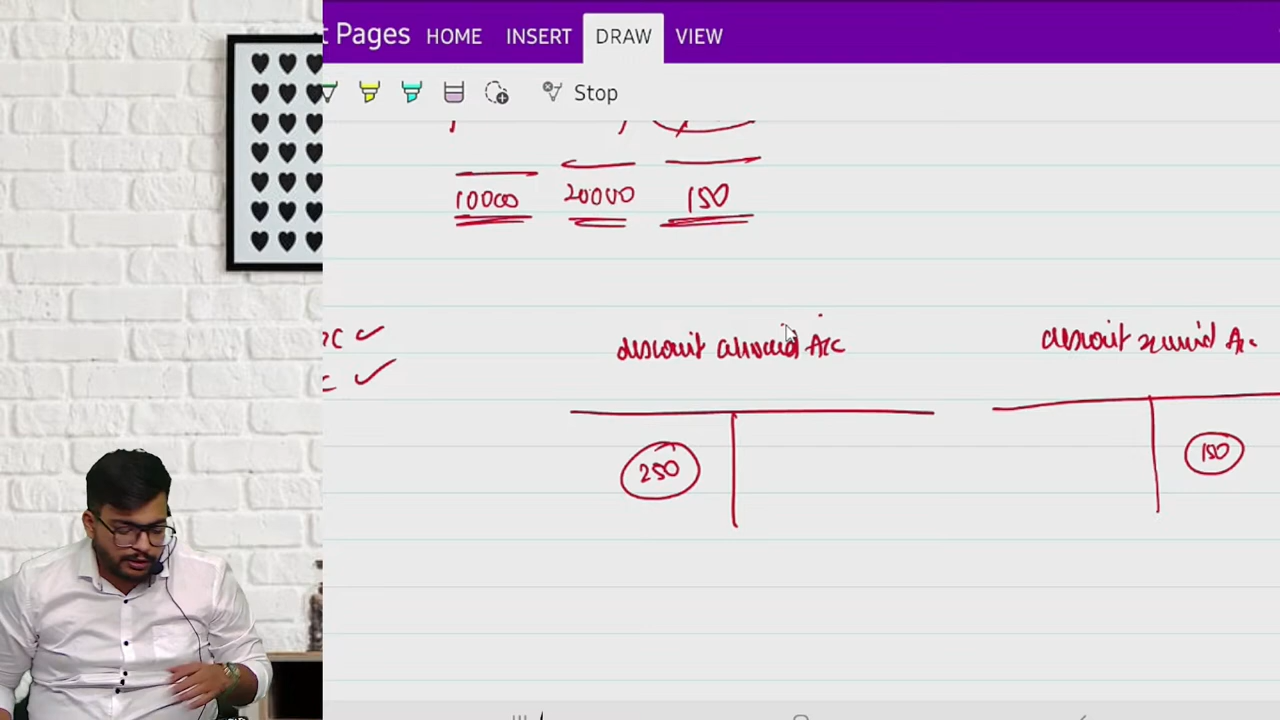 t Pages HOME INSERT DRAW VIEW
Stop
10000 20000 150
discount allowed A/c discount received A/c
250 150